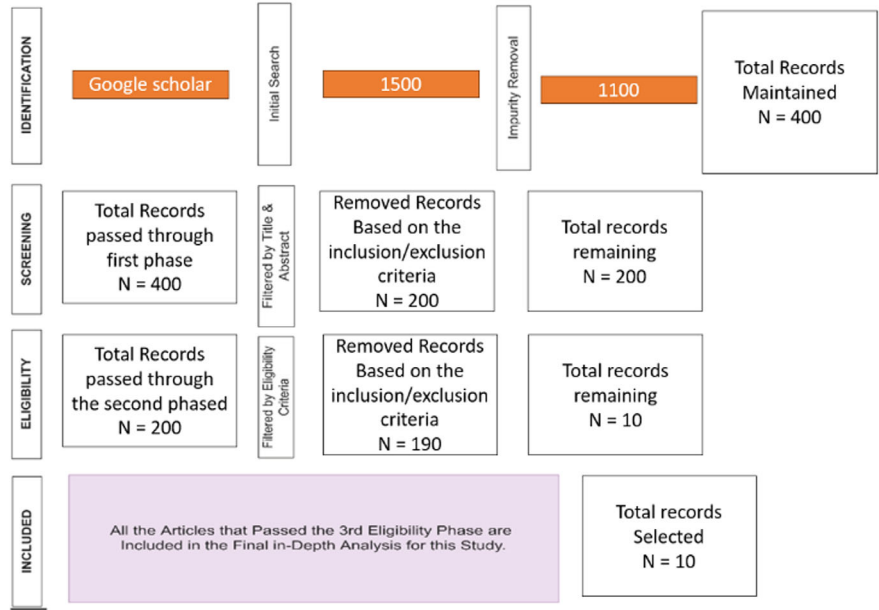 IDENTIFICATION
Google scholar
Initial Search
1500
Impurity Removal
1100
Total Records
Maintained
N = 400
SCREENING
Total Records
passed through
first phase
N = 400
Filtered by Title &
Abstract
Removed Records
Based on the
inclusion/exclusion
criteria
N = 200
Total records
remaining
N = 200
ELIGIBILITY
Total Records
passed through
the second phased
N = 200
Filtered by Eligibility
Criteria
Removed Records
Based on the
inclusion/exclusion
criteria
N = 190
Total records
remaining
N = 10
INCLUDED
All the Articles that Passed the 3rd Eligibility Phase are
Included in the Final in-Depth Analysis for this Study.
Total records
Selected
N = 10